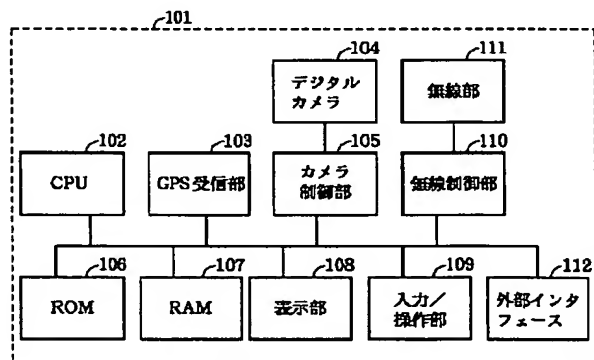 101
104
デジタル
カメラ
111
無線部
102
CPU
103
GPS受信部
105
カメラ
制御部
110
無線制御部
106
ROM
107
RAM
108
表示部
109
入力/
操作部
112
外部インタ
フェース